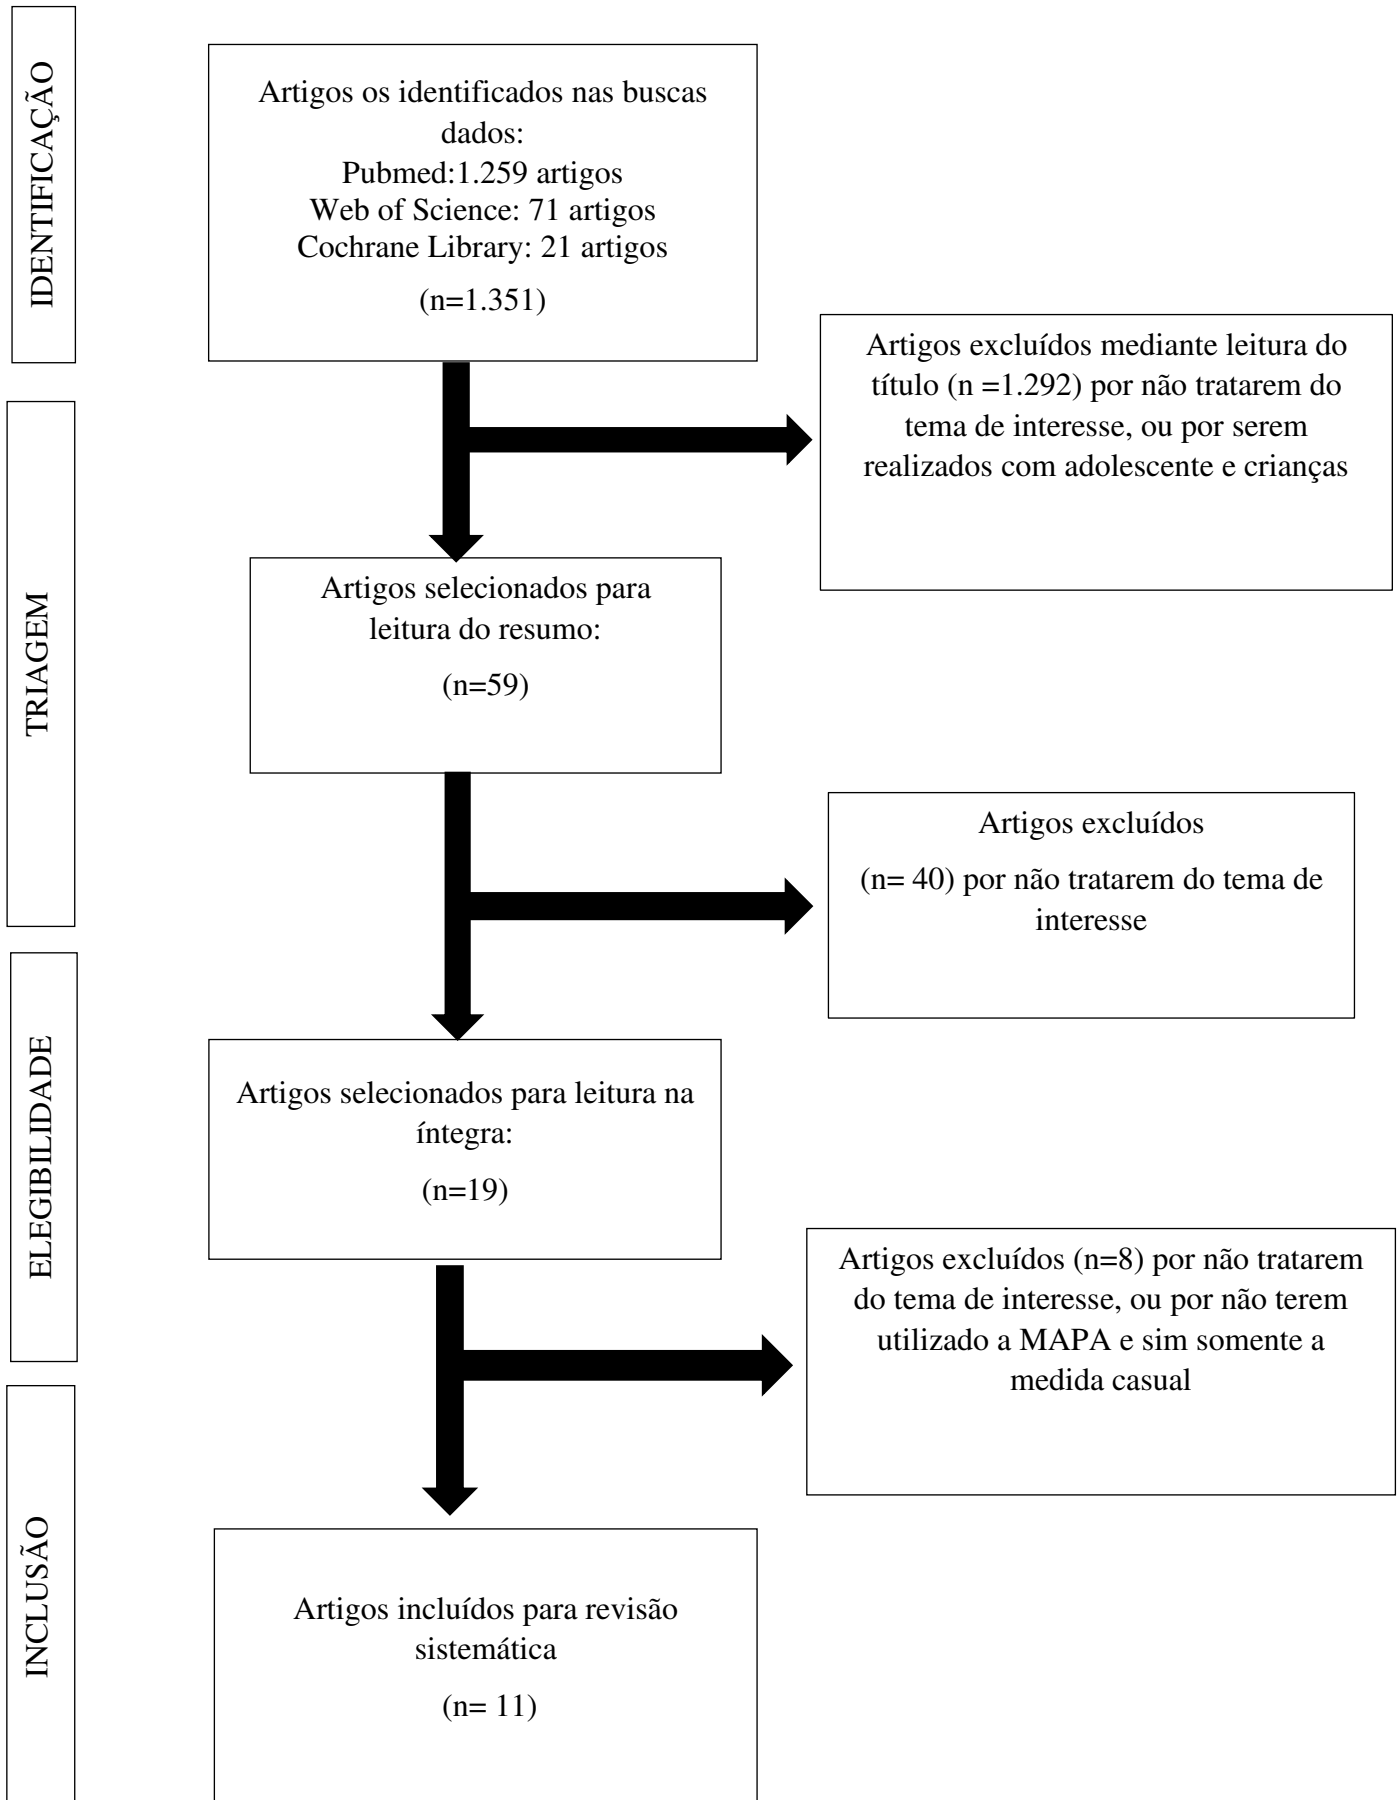 IDENTIFICAÇÃO
Artigos os identificados nas buscas
dados:
Pubmed:1.259 artigos
Web of Science: 71 artigos
Cochrane Library: 21 artigos
(n=1.351)
Artigos excluídos mediante leitura do
título (n =1.292) por não tratarem do
tema de interesse, ou por serem
realizados com adolescente e crianças
TRIAGEM
Artigos selecionados para
leitura do resumo:
(n=59)
Artigos excluídos
(n= 40) por não tratarem do tema de
interesse
ELEGIBILIDADE
Artigos selecionados para leitura na
íntegra:
(n=19)
Artigos excluídos (n=8) por não tratarem
do tema de interesse, ou por não terem
utilizado a MAPA e sim somente a
medida casual
INCLUSÃO
Artigos incluídos para revisão
sistemática
(n= 11)